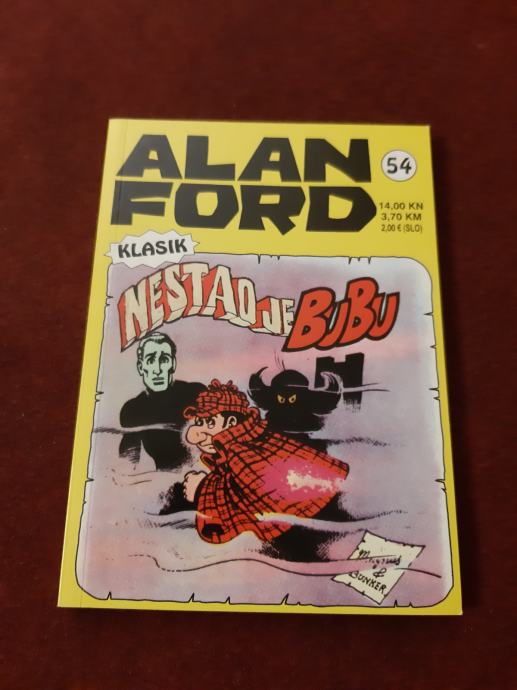 ALAN
FORD
54
14,00 KN
3,70 KM
2,00 € (SLO)
KLASIK
NESTAO JE BUBU
Magnus
&
BUNKER